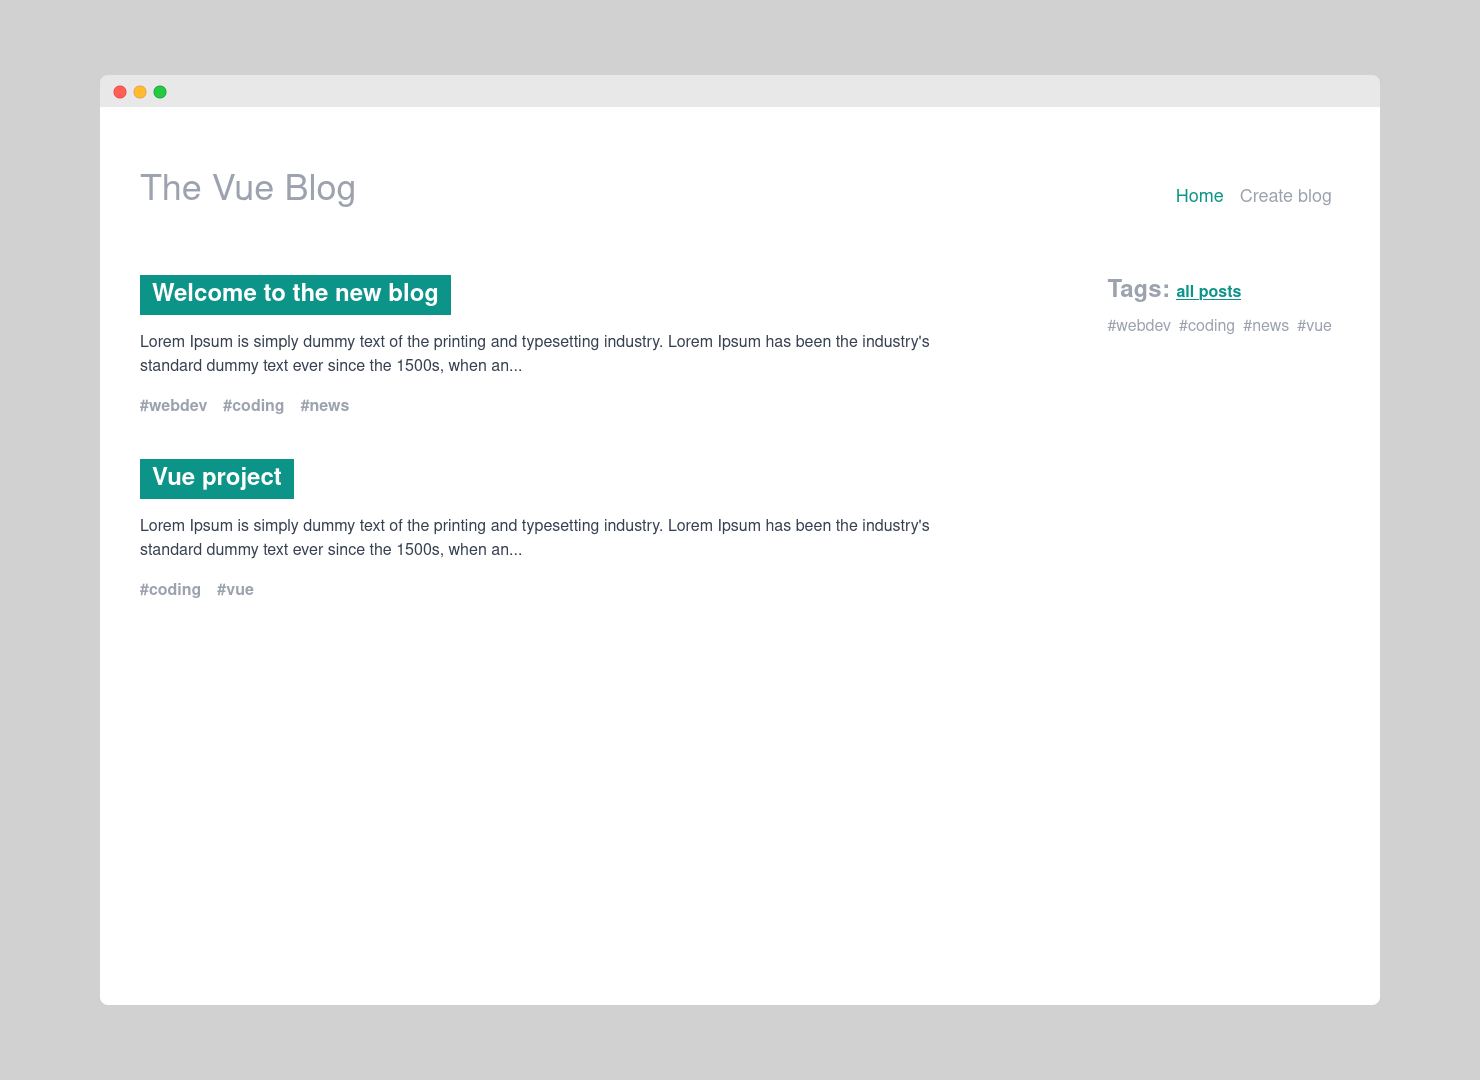 The Vue Blog
Home Create blog
Welcome to the new blog
Lorem Ipsum is simply dummy text of the printing and typesetting industry. Lorem Ipsum has been the industry's
standard dummy text ever since the 1500s, when an...
#webdev #coding #news
Vue project
Lorem Ipsum is simply dummy text of the printing and typesetting industry. Lorem Ipsum has been the industry's
standard dummy text ever since the 1500s, when an...
#coding #vue
Tags: all posts
#webdev #coding #news #vue